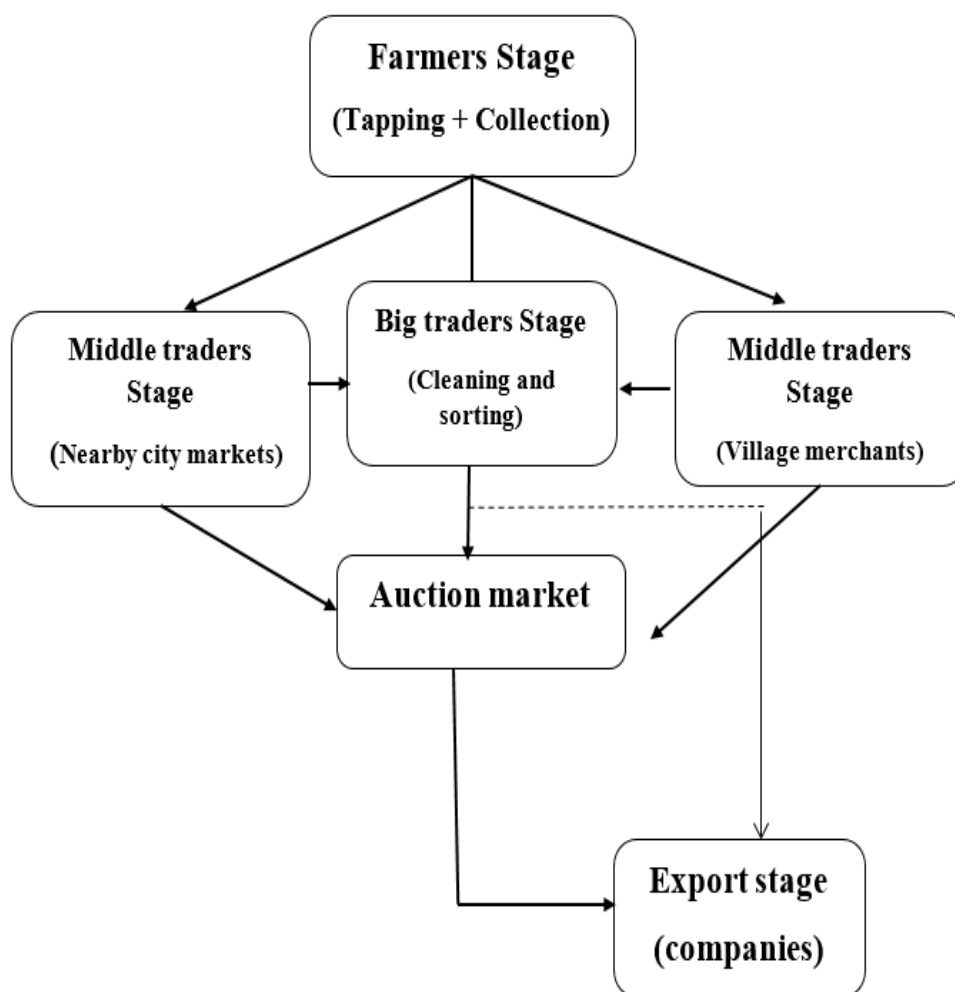 Farmers Stage
(Tapping + Collection)
Middle traders
Stage
(Nearby city markets)
Big traders Stage
(Cleaning and
sorting)
Middle traders
Stage
(Village merchants)
Auction market
Export stage
(companies)